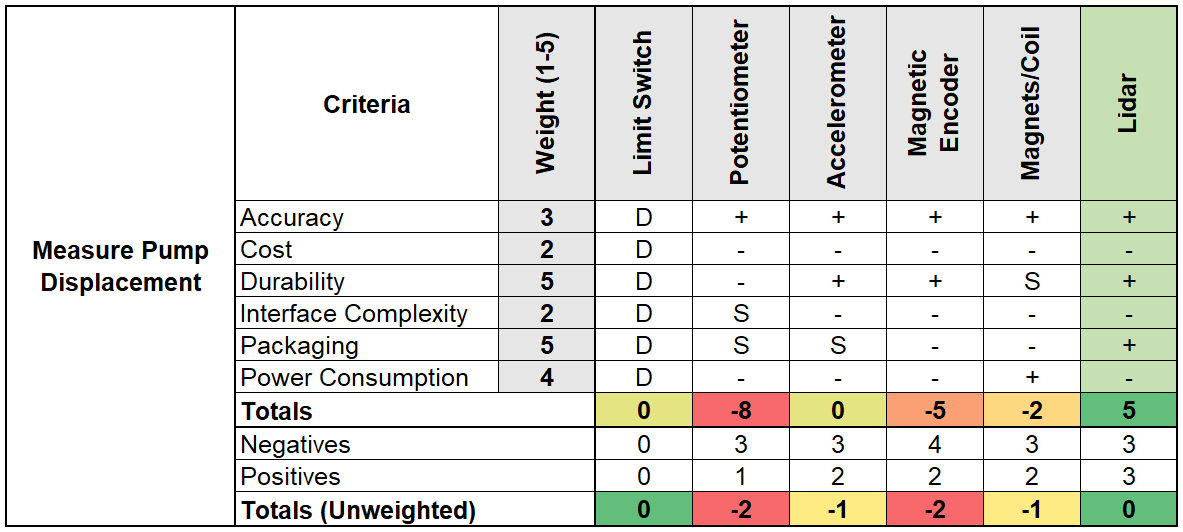 Measure Pump
Displacement
Criteria
Weight (1-5)
Limit Switch
Potentiometer
Accelerometer
Magnetic
Encoder
Magnets/Coil
Lidar
Accuracy 3 D + + + + +
Cost 2 D - - - - -
Durability 5 D - + + S +
Interface Complexity 2 D S - - - -
Packaging 5 D S S - - +
Power Consumption 4 D - - - + -
Totals 0 -8 0 -5 -2 5
Negatives 0 3 3 4 3 3
Positives 0 1 2 2 2 3
Totals (Unweighted) 0 -2 -1 -2 -1 0